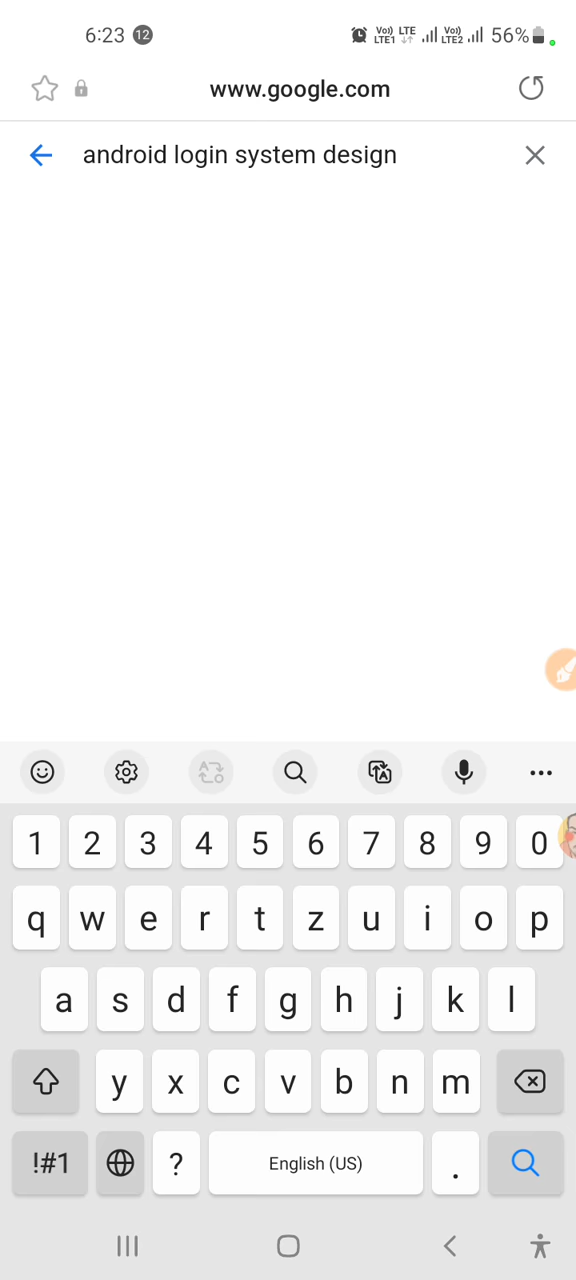 6:23 12 Vo)) LTE1 LTE Vo)) LTE2 56%
www.google.com
android login system design
1 2 3 4 5 6 7 8 9 0
q w e r t z u i o p
a s d f g h j k l
y x c v b n m
!#1 ? English (US) .